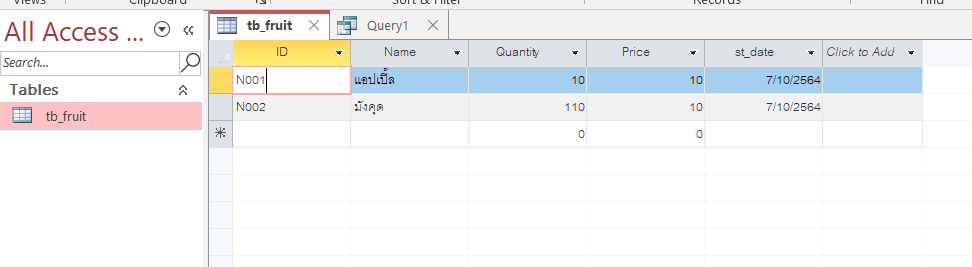 Views Clipboard Sort & Filter Records Find
All Access ...
Search...
Tables
tb_fruit
tb_fruit Query1
ID Name Quantity Price st_date Click to Add
N001 แอปเปิ้ล 10 10 7/10/2564
N002 มังคุด 110 10 7/10/2564
0 0